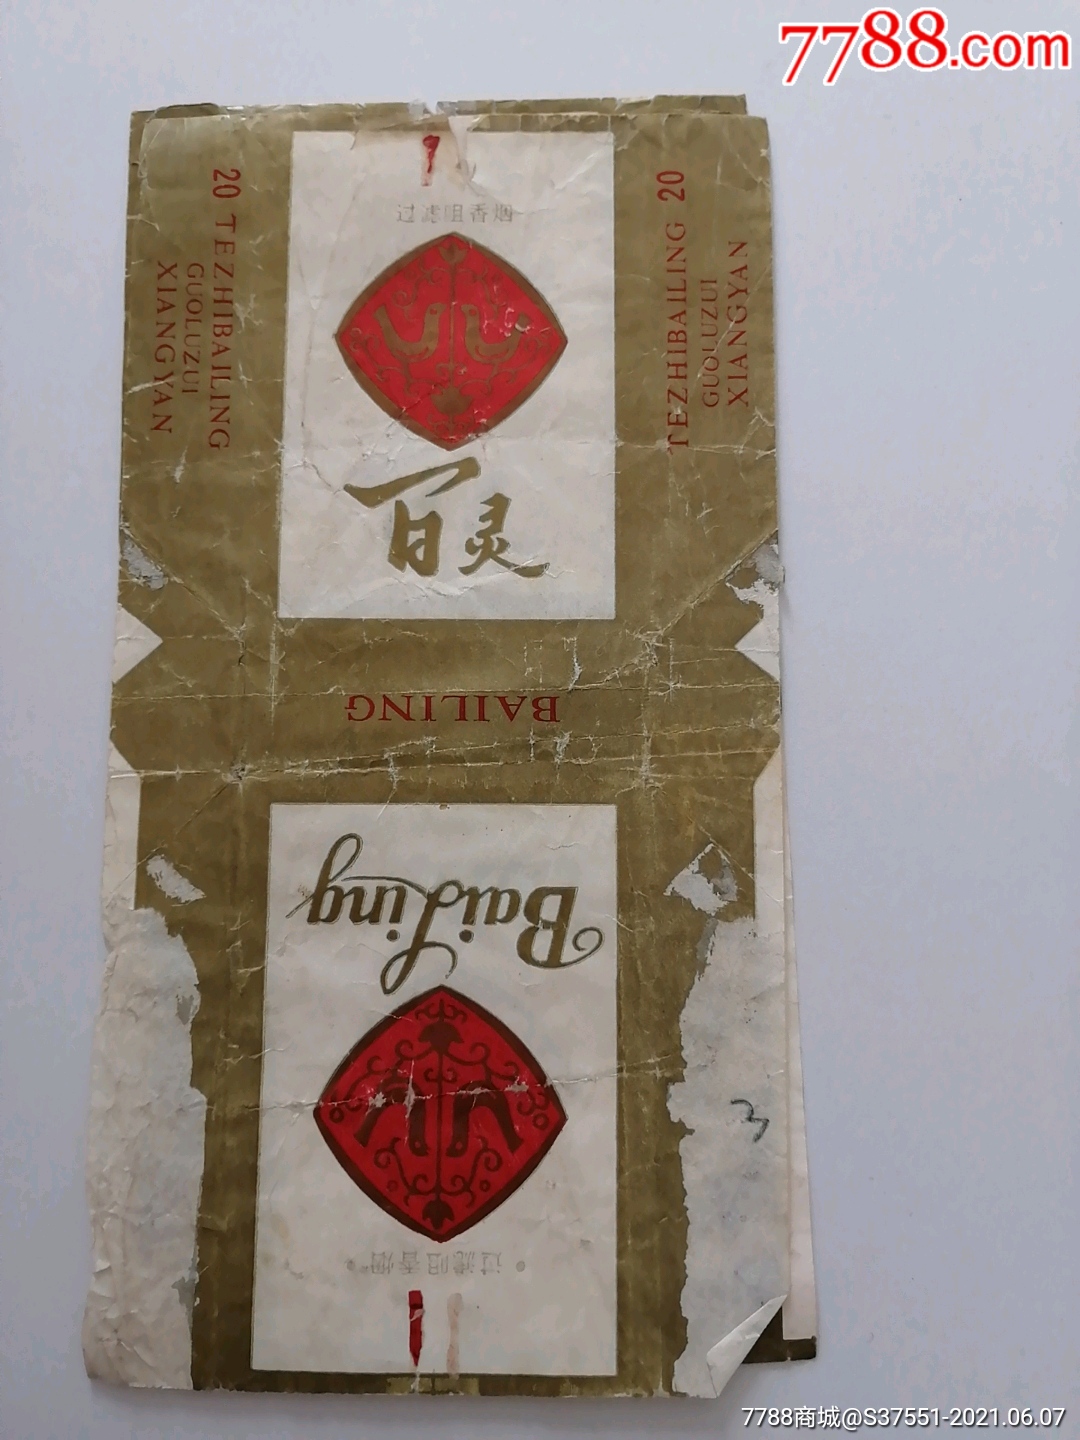 7788.com
过滤咀香烟
20 TEZHIBAILING
GUOLUZUI
XIANGYAN
TEZHIBAILING 20
GUOLUZUI
XIANGYAN
百灵
BAILING
BaiLing
过滤咀香烟
3
7788商城@S37551-2021.06.07